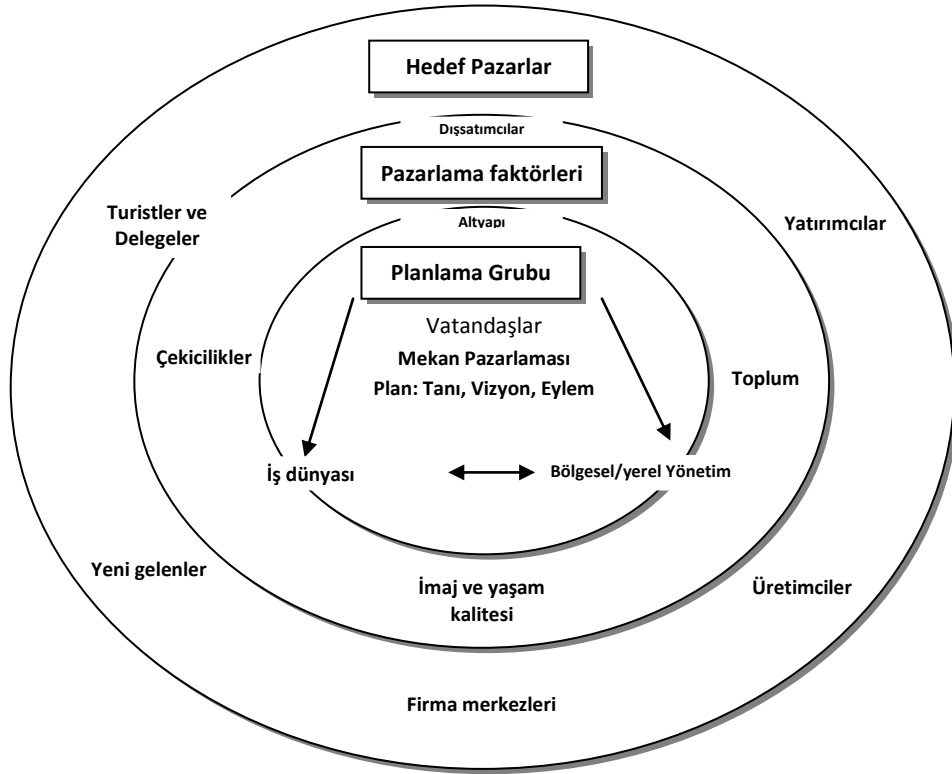 Hedef Pazarlar
Dışsatımcılar
Pazarlama faktörleri
Turistler ve
Delegeler
Altyapı
Yatırımcılar
Planlama Grubu
Vatandaşlar
Çekicilikler
Mekan Pazarlaması
Toplum
Plan: Tanı, Vizyon, Eylem
İş dünyası
Bölgesel/yerel Yönetim
Yeni gelenler
İmaj ve yaşam
kalitesi
Üretimciler
Firma merkezleri